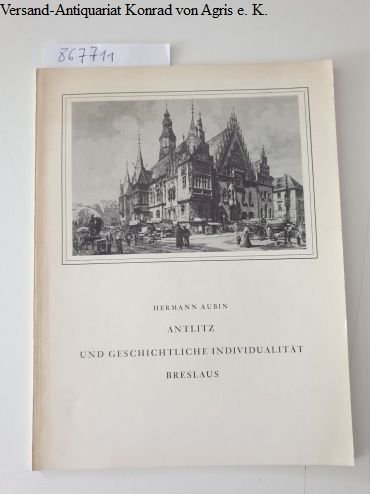 Versand-Antiquariat Konrad von Agris e. K.
867711
HERMANN AUBIN
ANTLITZ
UND GESCHICHTLICHE INDIVIDUALITÄT
BRESLAUS